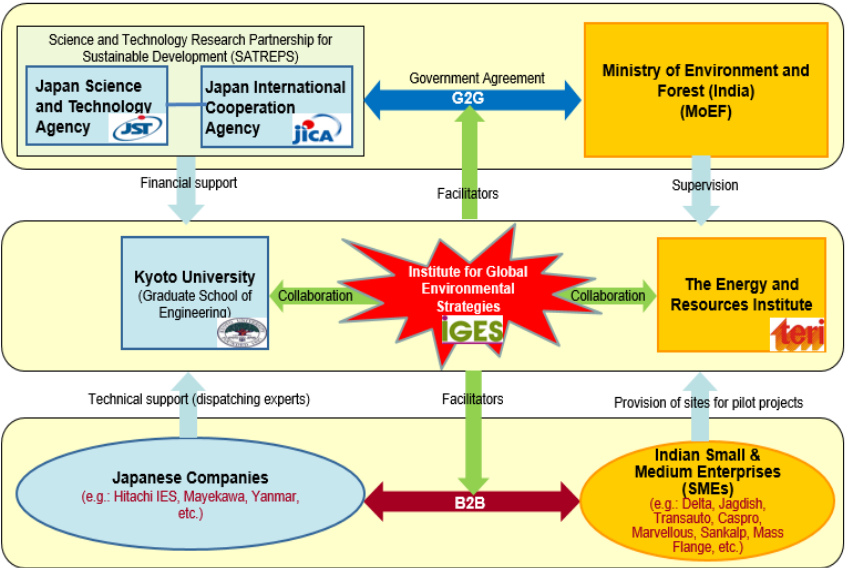 Science and Technology Research Partnership for
Sustainable Development (SATREPS)
Japan Science
and Technology
Agency
JST
Japan International
Cooperation
Agency
jICA
Government Agreement
G2G
Ministry of Environment and
Forest (India)
(MoEF)
Financial support
Facilitators
Supervision
Kyoto University
(Graduate School of
Engineering)
Collaboration
Institute for Global
Environmental
Strategies
iGES
Collaboration
The Energy and
Resources Institute
teri
Technical support (dispatching experts)
Facilitators
Provision of sites for pilot projects
Japanese Companies
(e.g.: Hitachi IES, Mayekawa, Yanmar,
etc.)
B2B
Indian Small &
Medium Enterprises
(SMEs)
(e.g.: Delta, Jagdish,
Transauto, Caspro,
Marvellous, Sankalp, Mass
Flange, etc.)